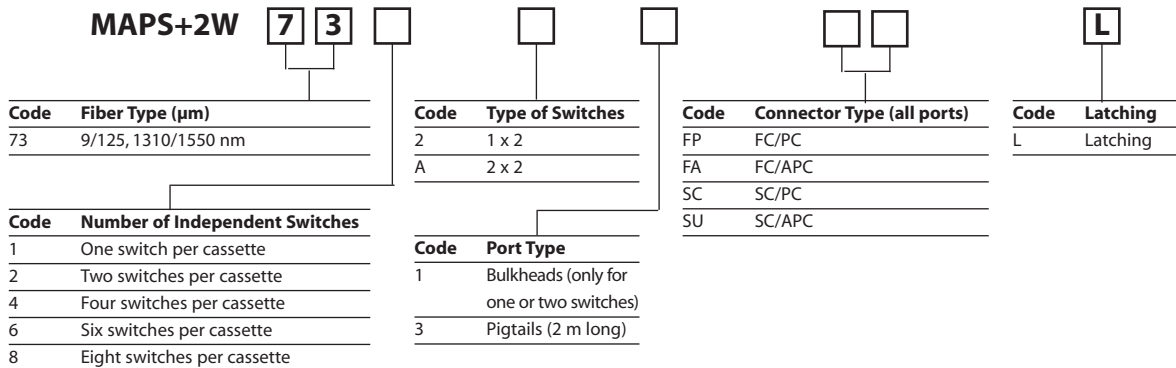 MAPS+2W 7 3 L
Code Fiber Type (µm)
73 9/125, 1310/1550 nm
Code Number of Independent Switches
1 One switch per cassette
2 Two switches per cassette
4 Four switches per cassette
6 Six switches per cassette
8 Eight switches per cassette
Code Type of Switches
2 1 x 2
A 2 x 2
Code Port Type
1 Bulkheads (only for
one or two switches)
3 Pigtails (2 m long)
Code Connector Type (all ports)
FP FC/PC
FA FC/APC
SC SC/PC
SU SC/APC
Code Latching
L Latching